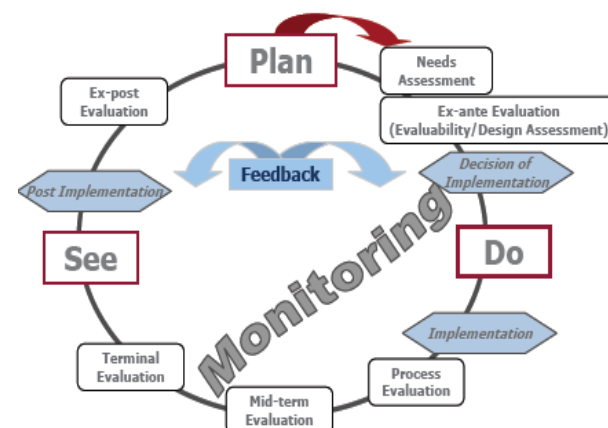 Plan
Needs
Assessment
Ex-post
Evaluation
Ex-ante Evaluation
(Evaluability/Design Assessment)
Feedback
Decision of
Implementation
Post Implementation
Monitoring
See
Do
Implementation
Terminal
Evaluation
Process
Evaluation
Mid-term
Evaluation